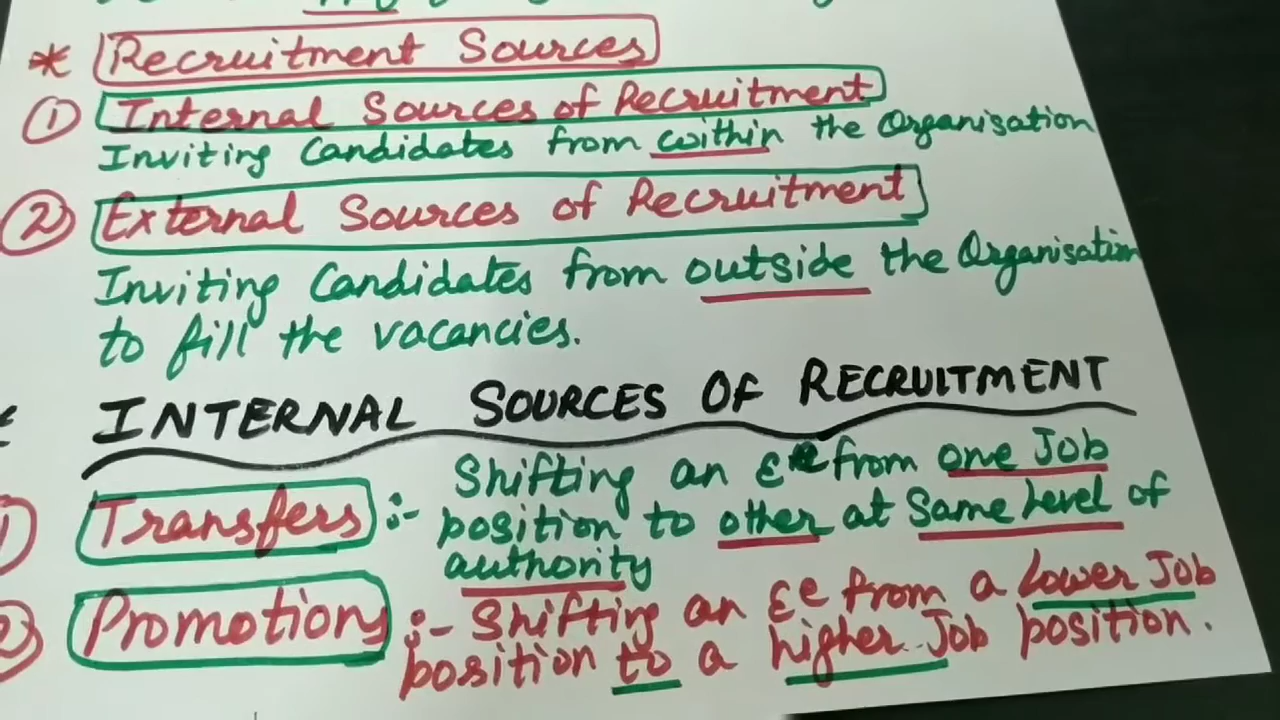 * Recruitment Sources
① Internal Sources of Recruitment
Inviting Candidates from within the Organisation
② External Sources of Recruitment
Inviting Candidates from outside the Organisation
to fill the vacancies.
INTERNAL SOURCES OF RECRUITMENT
① Transfers :- Shifting an Ee from one Job
position to other at Same Level of
authority
② Promotion :- Shifting an Ee from a Lower Job
position to a higher Job position.